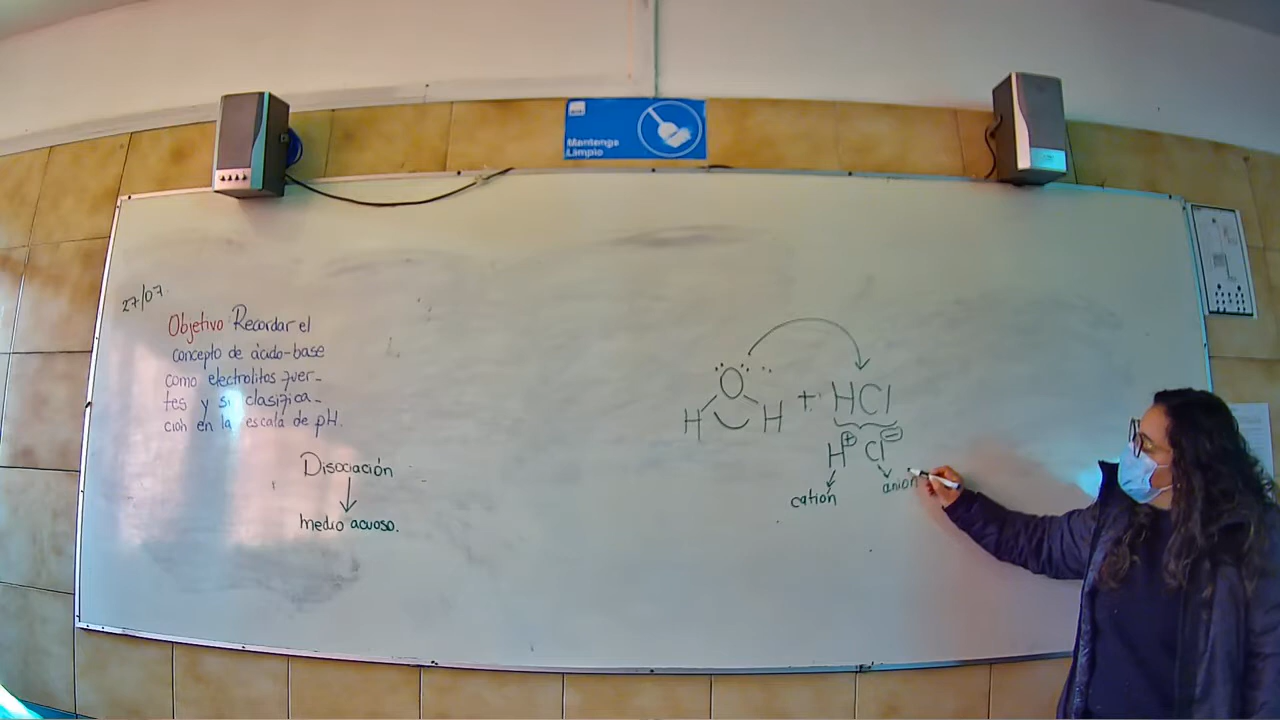 Mantenga
Limpio
27/07
Objetivo Recordar el
concepto de ácido-base
como electrolitos fuer-
tes y su clasifica-
ción en la escala de pH.
Disociación
medio acuoso.
O
H H + HCl
H⊕ Cl⊖
catión anion